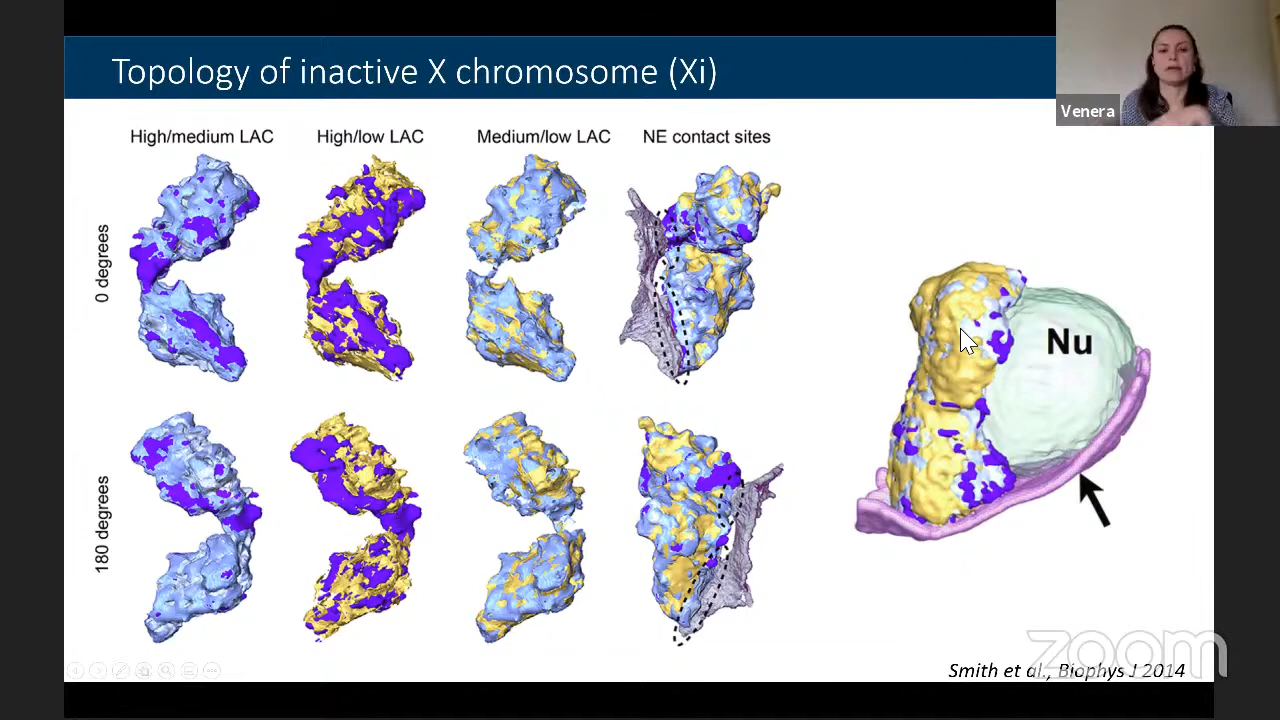 Topology of inactive X chromosome (Xi)
Venera
High/medium LAC
High/low LAC
Medium/low LAC
NE contact sites
0 degrees
180 degrees
Nu
zoom
Smith et al., Biophys J 2014